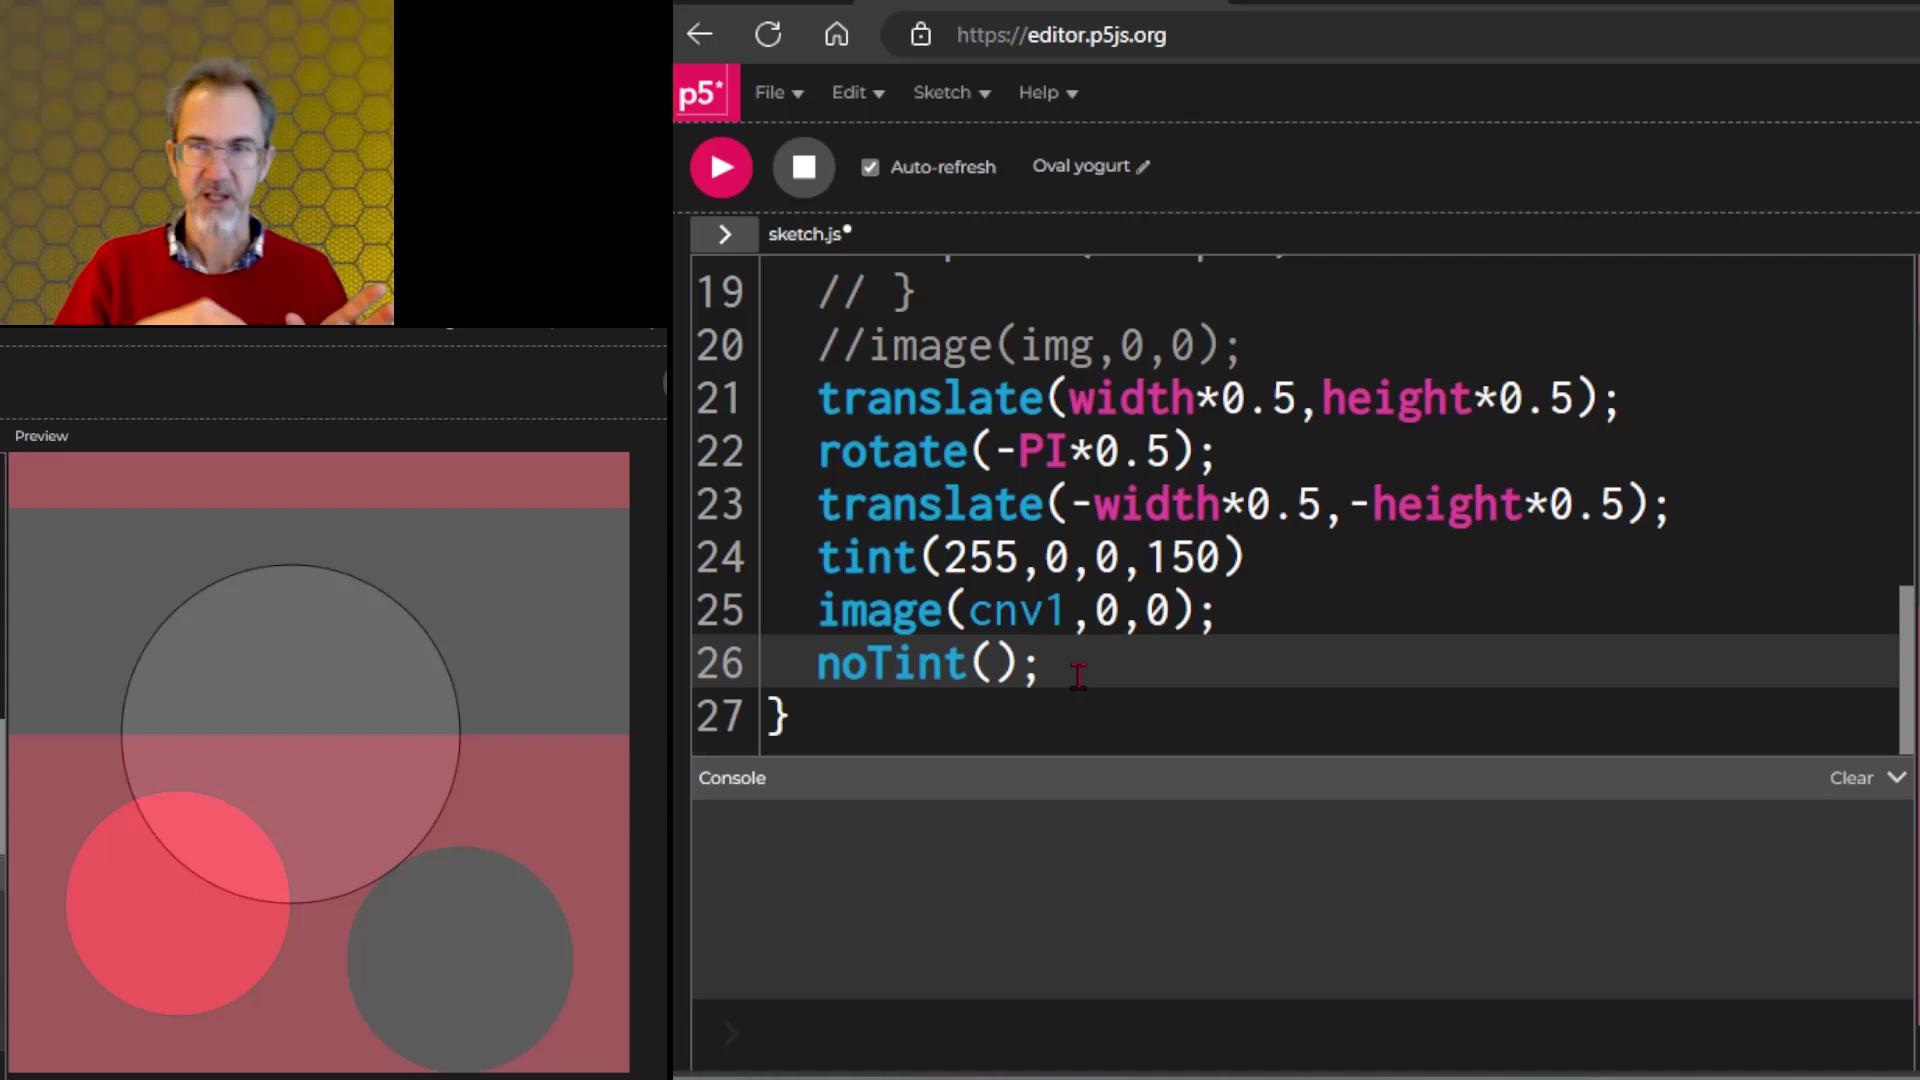 https://editor.p5js.org
p5*
File Edit Sketch Help
Auto-refresh Oval yogurt
sketch.js
19 // }
20 //image(img,0,0);
21 translate(width*0.5,height*0.5);
22 rotate(-PI*0.5);
23 translate(-width*0.5,-height*0.5);
24 tint(255,0,0,150)
25 image(cnv1,0,0);
26 noTint();
27 }
Console Clear
Preview